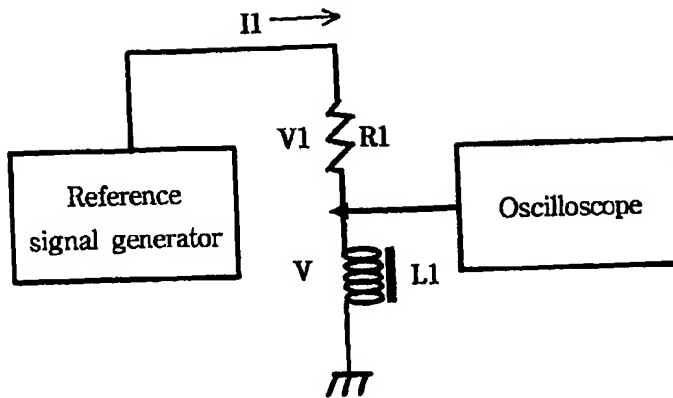 I1
V1 R1
Reference
signal generator
Oscilloscope
V L1